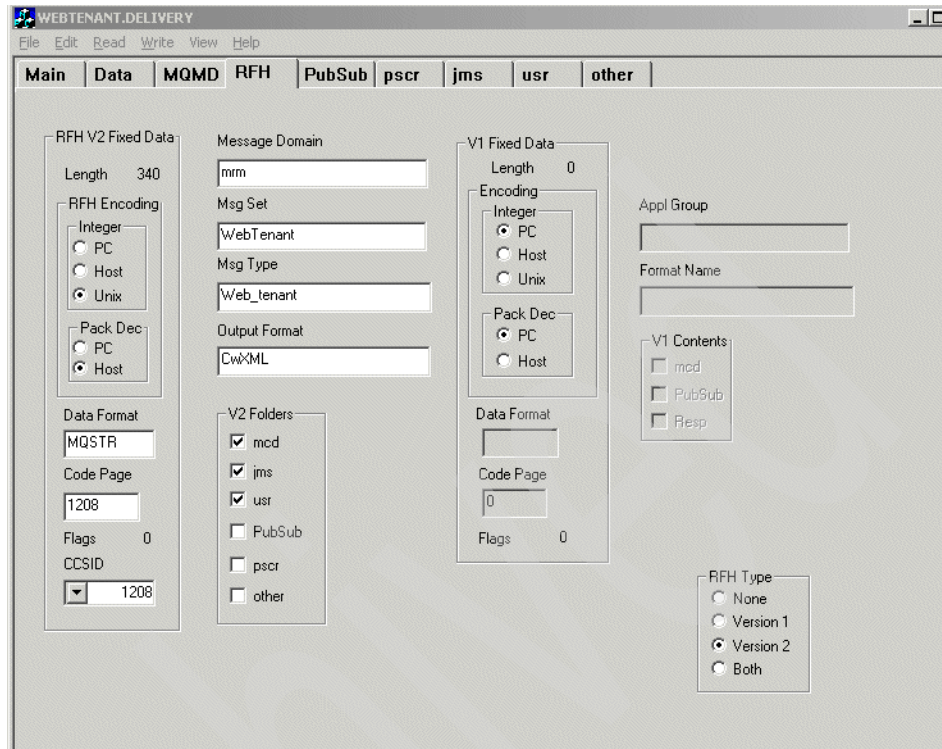 WEBTENANT.DELIVERY
File Edit Read Write View Help
Main Data MQMD RFH PubSub pscr jms usr other
RFH V2 Fixed Data
Length 340
RFH Encoding
Integer
PC
Host
Unix
Pack Dec
PC
Host
Data Format
MQSTR
Code Page
1208
Flags 0
CCSID
1208
Message Domain
mrm
Msg Set
WebTenant
Msg Type
Web_tenant
Output Format
CwXML
V2 Folders
mcd
jms
usr
PubSub
pscr
other
V1 Fixed Data
Length 0
Encoding
Integer
PC
Host
Unix
Pack Dec
PC
Host
Data Format
Code Page
0
Flags 0
Appl Group
Format Name
V1 Contents
mcd
PubSub
Resp
RFH Type
None
Version 1
Version 2
Both